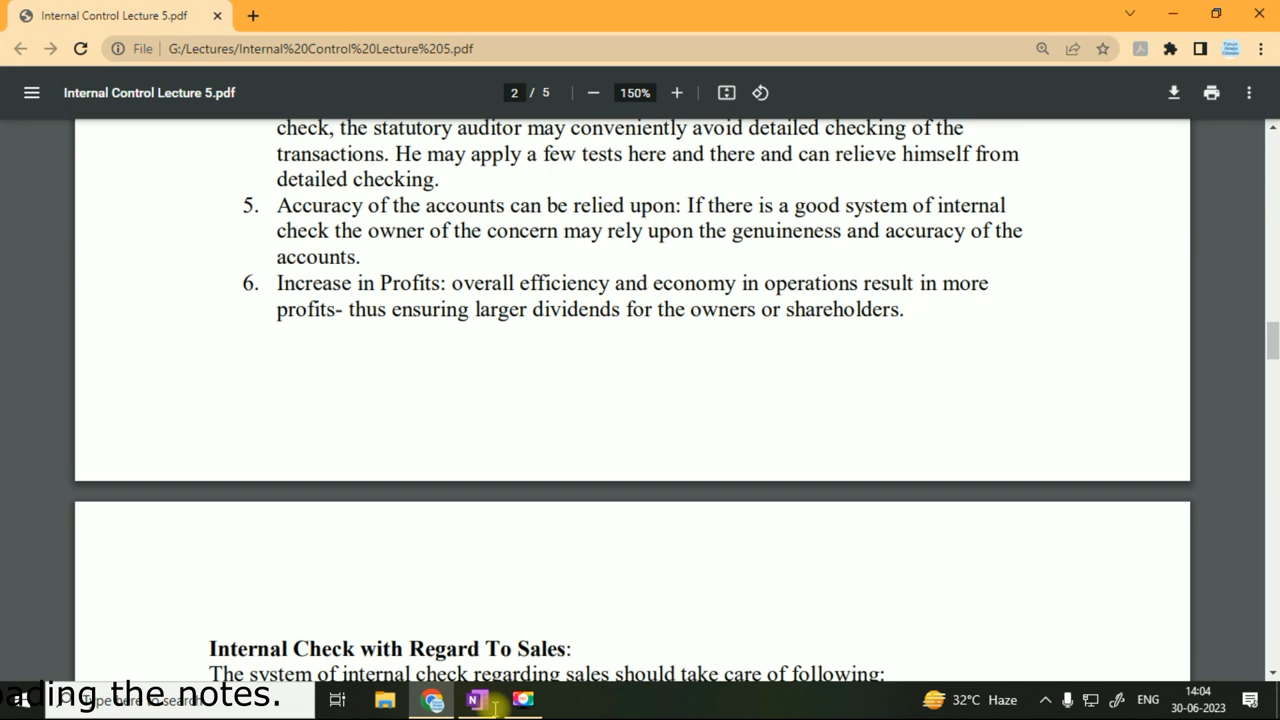 Internal Control Lecture 5.pdf
File
G:/Lectures/Internal%20Control%20Lecture%205.pdf
Internal Control Lecture 5.pdf
2 / 5
150%
check, the statutory auditor may conveniently avoid detailed checking of the
transactions. He may apply a few tests here and there and can relieve himself from
detailed checking.
5. Accuracy of the accounts can be relied upon: If there is a good system of internal
check the owner of the concern may rely upon the genuineness and accuracy of the
accounts.
6. Increase in Profits: overall efficiency and economy in operations result in more
profits- thus ensuring larger dividends for the owners or shareholders.
Internal Check with Regard To Sales:
The system of internal check regarding sales should take care of following:
ading the notes.
Type here to search
32°C Haze
ENG
14:04
30-06-2023